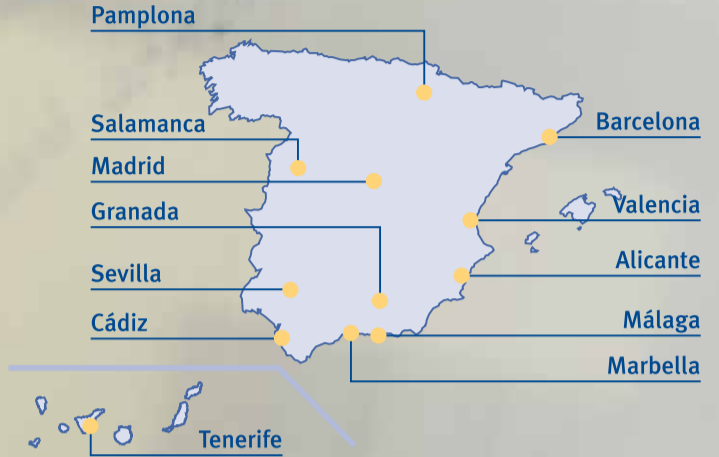 Pamplona
Salamanca
Madrid
Granada
Sevilla
Cádiz
Barcelona
Valencia
Alicante
Málaga
Marbella
Tenerife